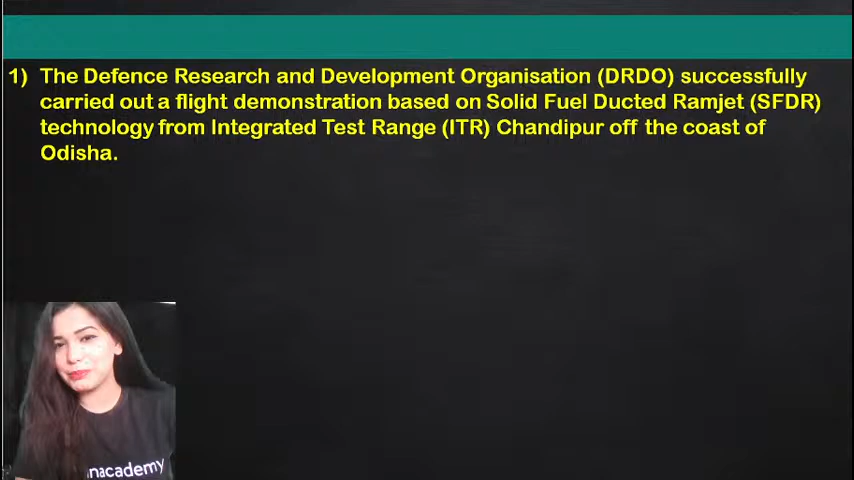 1) The Defence Research and Development Organisation (DRDO) successfully
carried out a flight demonstration based on Solid Fuel Ducted Ramjet (SFDR)
technology from Integrated Test Range (ITR) Chandipur off the coast of
Odisha.
nacademy